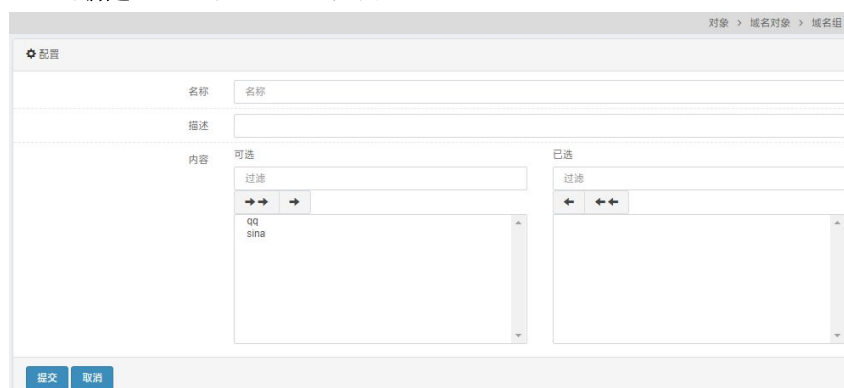 对象 > 域名对象 > 域名组
配置
名称 名称
描述
内容 可选 已选
过滤 过滤
qq
sina
提交 取消